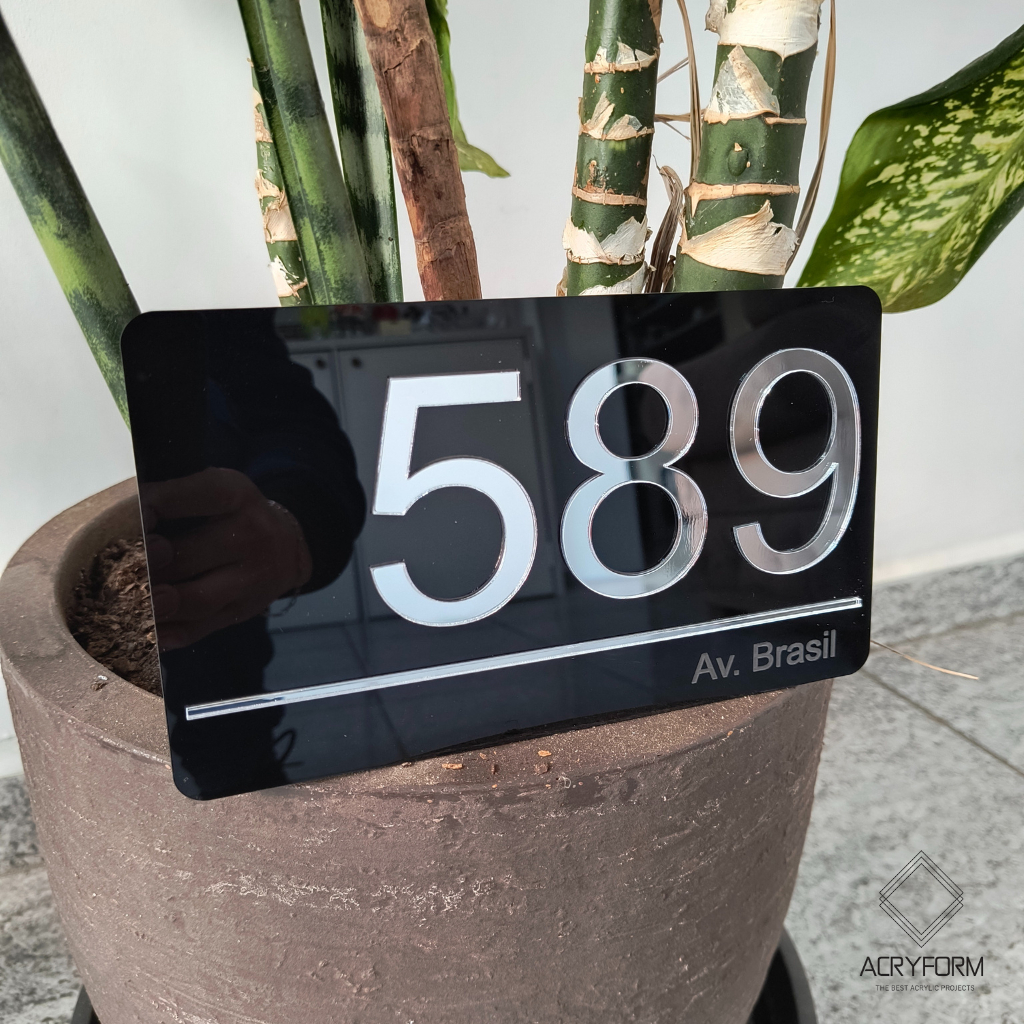 589
Av. Brasil
ACRYFORM
THE BEST ACRYLIC PROJECTS